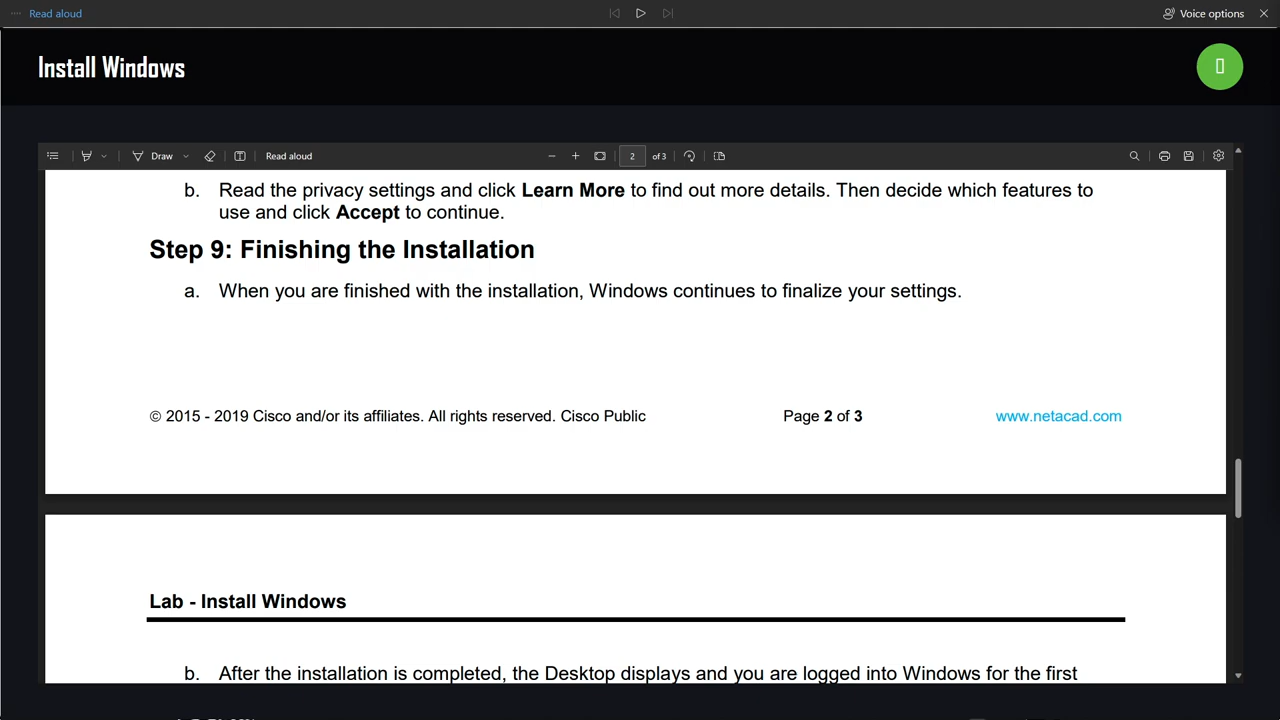 Read aloud
Voice options
Install Windows
Draw
Read aloud
2 of 3
b. Read the privacy settings and click Learn More to find out more details. Then decide which features to
use and click Accept to continue.
Step 9: Finishing the Installation
a. When you are finished with the installation, Windows continues to finalize your settings.
© 2015 - 2019 Cisco and/or its affiliates. All rights reserved. Cisco Public Page 2 of 3 www.netacad.com
Lab - Install Windows
b. After the installation is completed, the Desktop displays and you are logged into Windows for the first